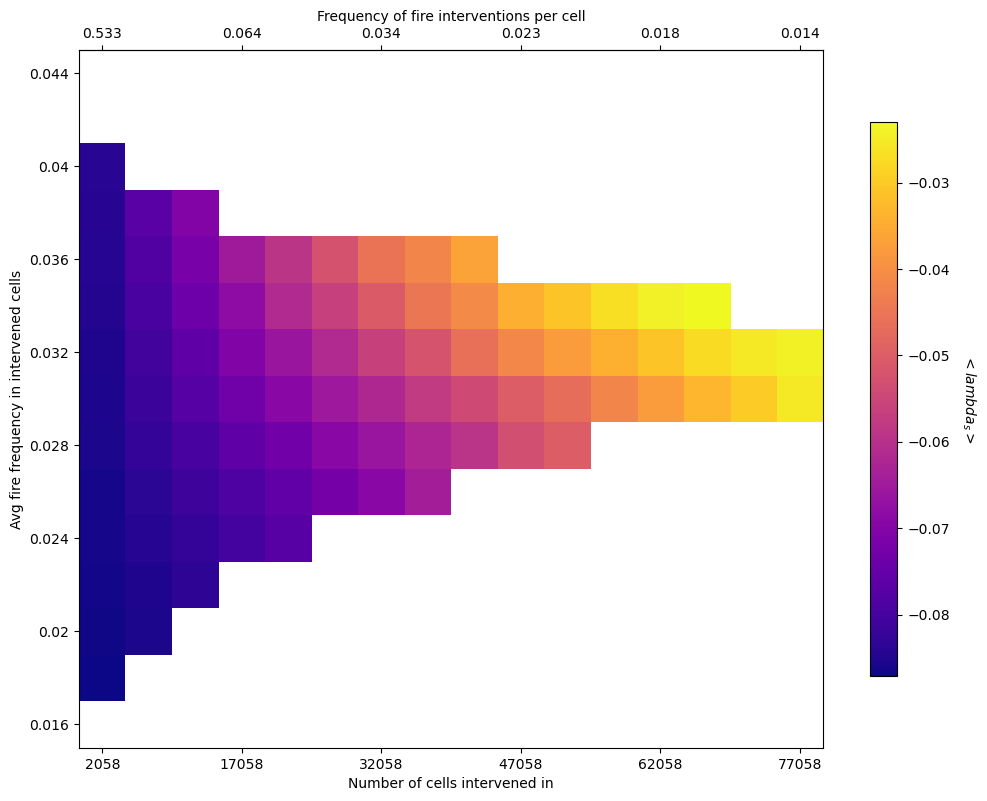 Frequency of fire interventions per cell
0.533 0.064 0.034 0.023 0.018 0.014
0.044
0.04
0.036
0.032
0.028
0.024
0.02
0.016
Avg fire frequency in intervened cells
2058 17058 32058 47058 62058 77058
Number of cells intervened in
−0.03
−0.04
−0.05
−0.06
−0.07
−0.08
< lambda_s >